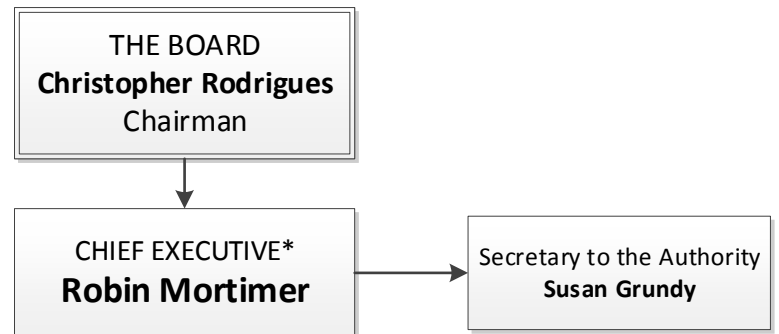 THE BOARD
Christopher Rodrigues
Chairman
CHIEF EXECUTIVE*
Robin Mortimer
Secretary to the Authority
Susan Grundy